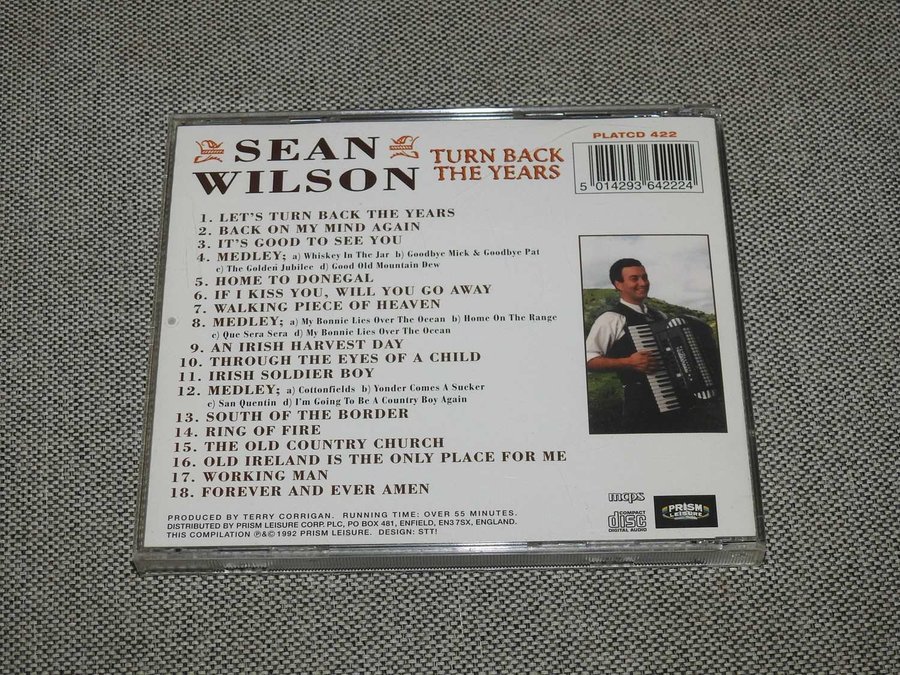 SEAN
WILSON
TURN BACK
THE YEARS
PLATCD 422
5 014293 642224
1. LET'S TURN BACK THE YEARS
2. BACK ON MY MIND AGAIN
3. IT'S GOOD TO SEE YOU
4. MEDLEY; a) Whiskey In The Jar b) Goodbye Mick & Goodbye Pat
c) The Golden Jubilee d) Good Old Mountain Dew
5. HOME TO DONEGAL
6. IF I KISS YOU, WILL YOU GO AWAY
7. WALKING PIECE OF HEAVEN
8. MEDLEY; a) My Bonnie Lies Over The Ocean b) Home On The Range
c) Que Sera Sera d) My Bonnie Lies Over The Ocean
9. AN IRISH HARVEST DAY
10. THROUGH THE EYES OF A CHILD
11. IRISH SOLDIER BOY
12. MEDLEY; a) Cottonfields b) Yonder Comes A Sucker
c) San Quentin d) I'm Going To Be A Country Boy Again
13. SOUTH OF THE BORDER
14. RING OF FIRE
15. THE OLD COUNTRY CHURCH
16. OLD IRELAND IS THE ONLY PLACE FOR ME
17. WORKING MAN
18. FOREVER AND EVER AMEN
PRODUCED BY TERRY CORRIGAN. RUNNING TIME: OVER 55 MINUTES.
DISTRIBUTED BY PRISM LEISURE CORP. PLC, PO BOX 481, ENFIELD, EN3 7SX, ENGLAND.
THIS COMPILATION ℗&© 1992 PRISM LEISURE. DESIGN: STT!
mcps
COMPACT
disc
DIGITAL AUDIO
PRISM
LEISURE